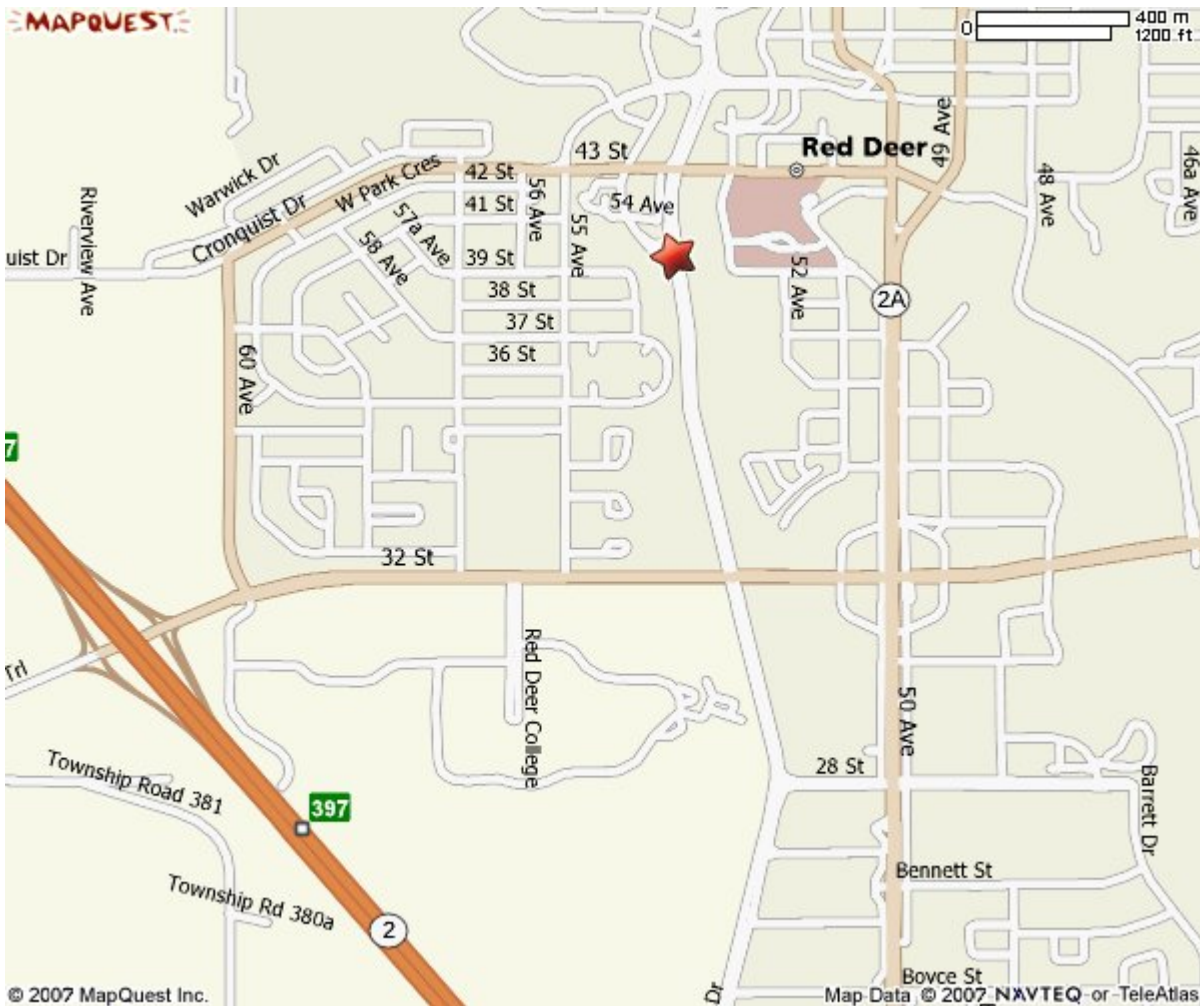 MAPQUEST
0
400 m
1200 ft
49 Ave
43 St
Red Deer
Warwick Dr
W Park Cres
42 St
46a Ave
48 Ave
56 Ave
Riverview Ave
41 St
54 Ave
Cronquist Dr
57a Ave
55 Ave
uist Dr
58 Ave
39 St
52 Ave
38 St
2A
37 St
60 Ave
36 St
7
32 St
Trl
Red Deer College
50 Ave
28 St
Township Road 381
Barrett Dr
397
Bennett St
Township Rd 380a
2
Dr
Boyce St
© 2007 MapQuest Inc.
Map Data © 2007 NAVTEQ or TeleAtlas